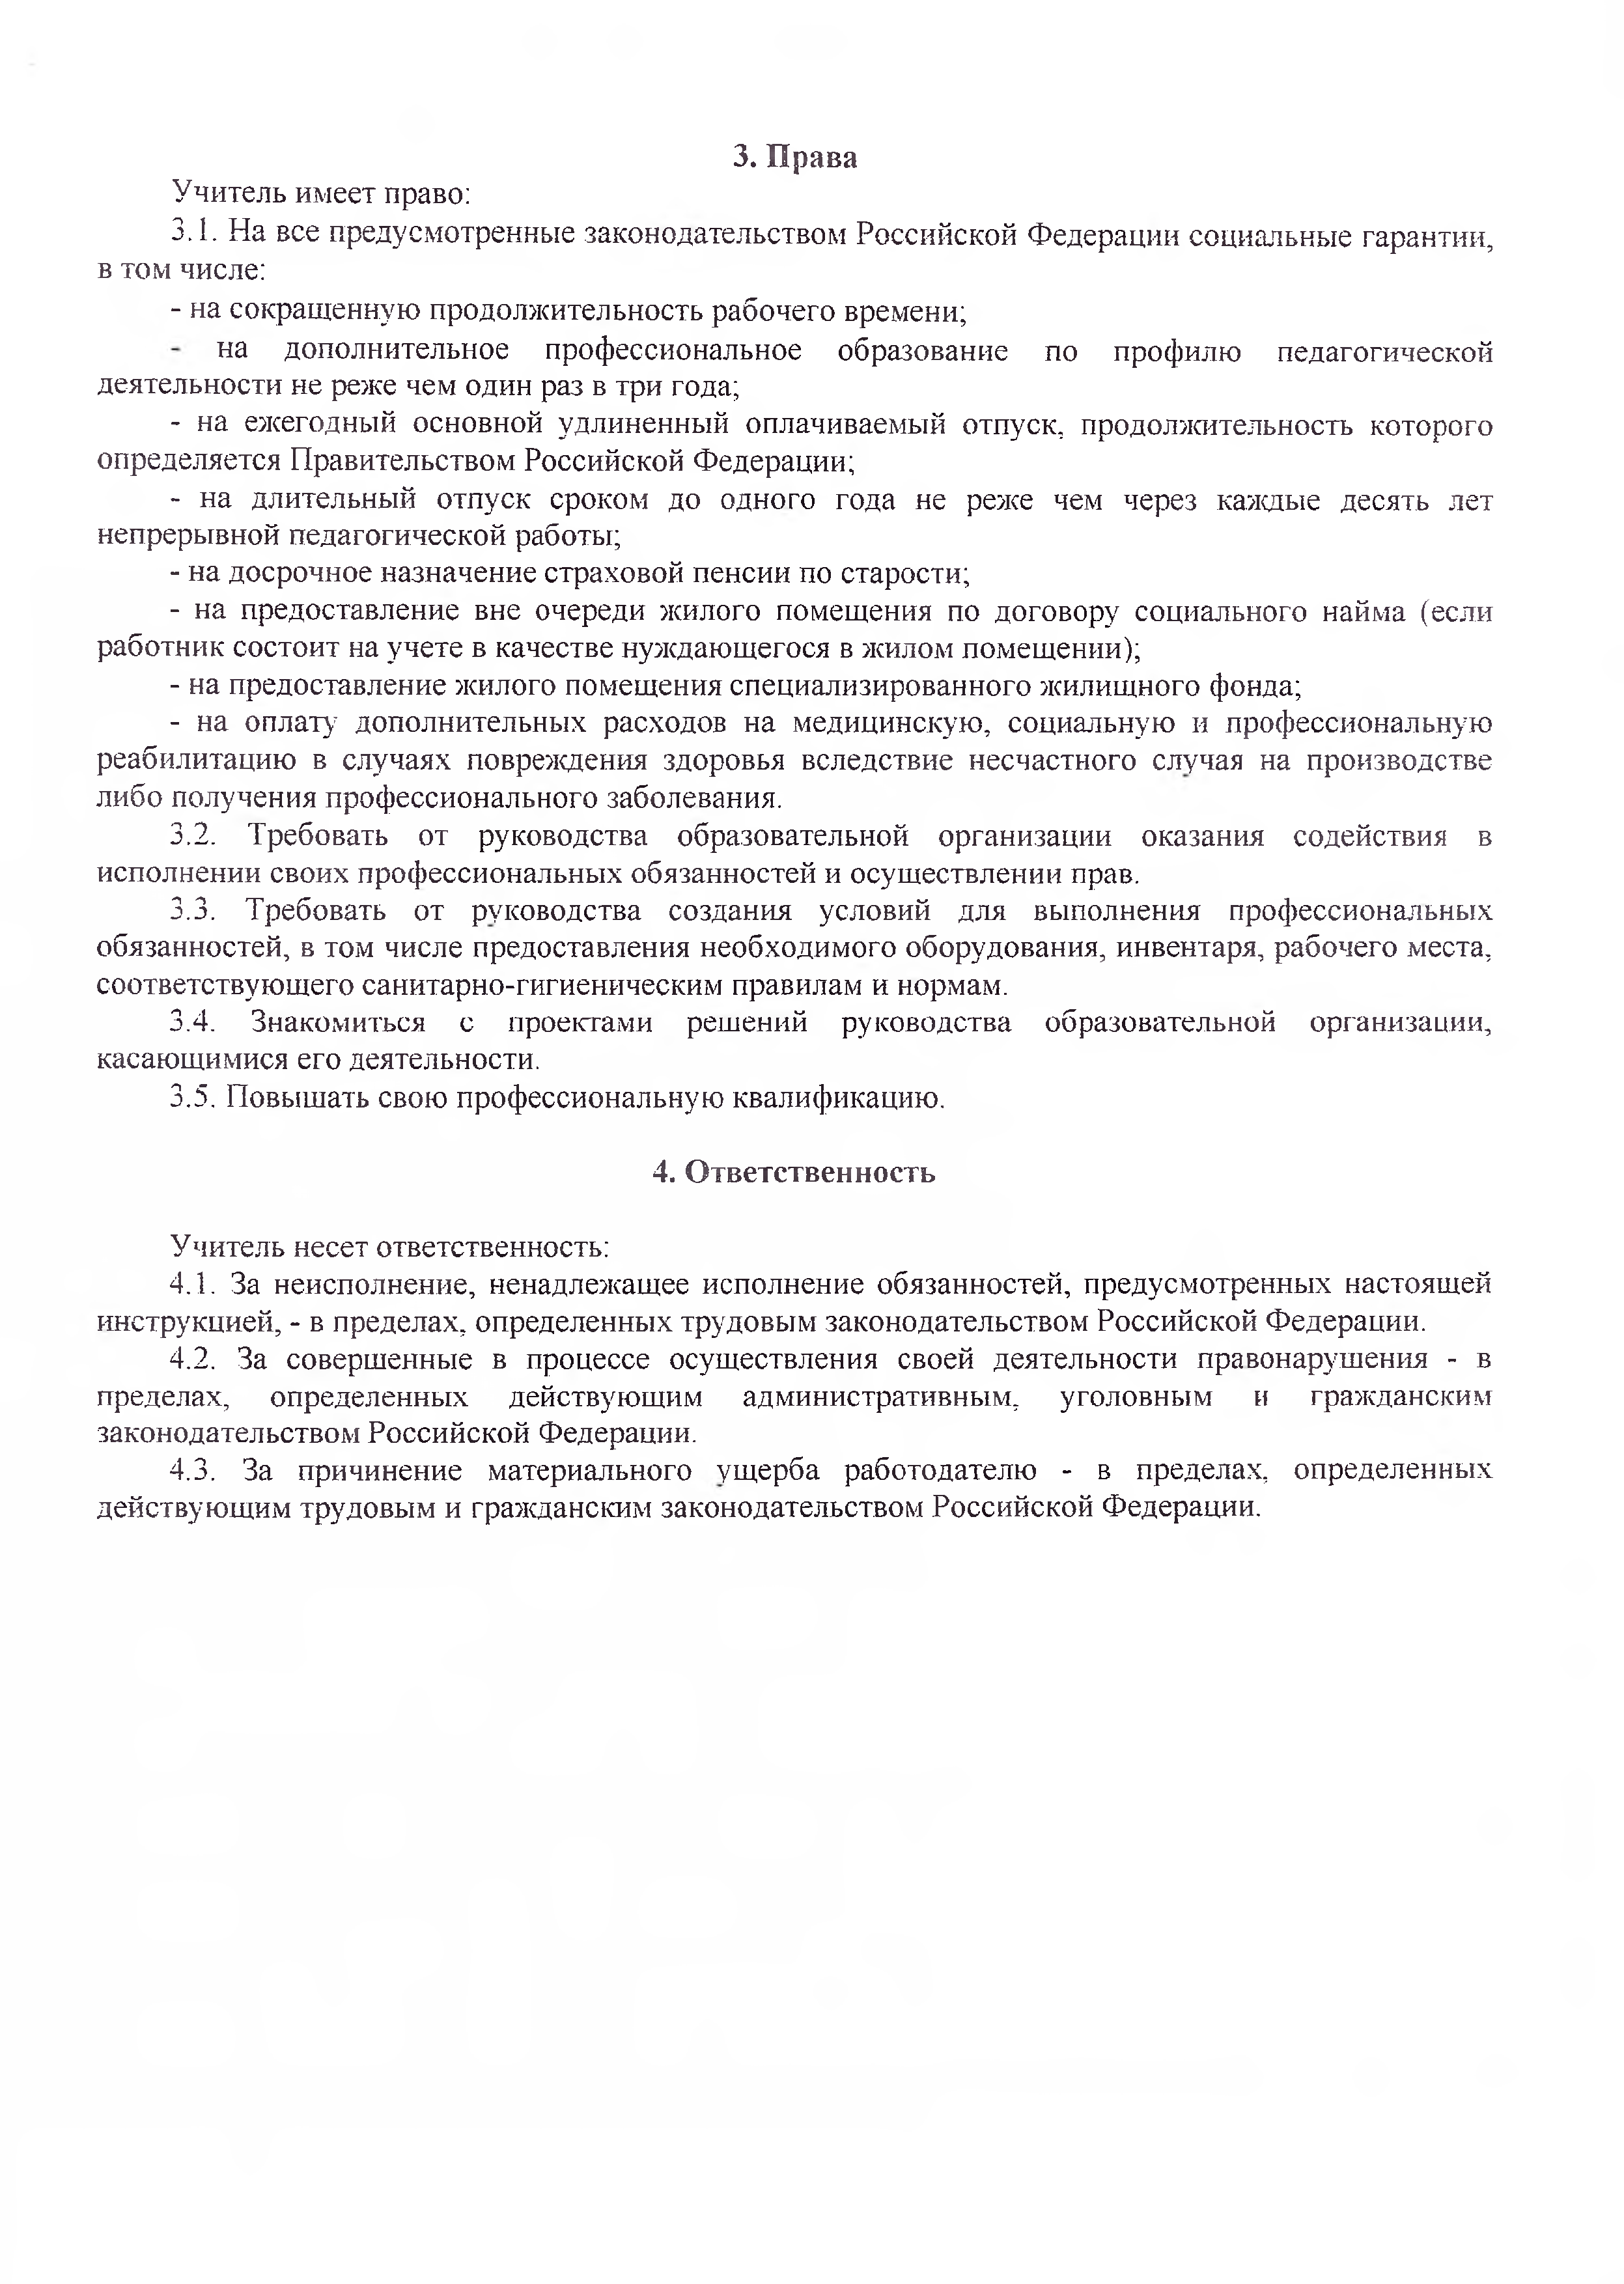 3. Права
Учитель имеет право:
3.1. На все предусмотренные законодательством Российской Федерации социальные гарантии,
в том числе:
- на сокращенную продолжительность рабочего времени;
- на дополнительное профессиональное образование по профилю педагогической
деятельности не реже чем один раз в три года;
- на ежегодный основной удлиненный оплачиваемый отпуск, продолжительность которого
определяется Правительством Российской Федерации;
- на длительный отпуск сроком до одного года не реже чем через каждые десять лет
непрерывной педагогической работы;
- на досрочное назначение страховой пенсии по старости;
- на предоставление вне очереди жилого помещения по договору социального найма (если
работник состоит на учете в качестве нуждающегося в жилом помещении);
- на предоставление жилого помещения специализированного жилищного фонда;
- на оплату дополнительных расходов на медицинскую, социальную и профессиональную
реабилитацию в случаях повреждения здоровья вследствие несчастного случая на производстве
либо получения профессионального заболевания.
3.2. Требовать от руководства образовательной организации оказания содействия в
исполнении своих профессиональных обязанностей и осуществлении прав.
3.3. Требовать от руководства создания условий для выполнения профессиональных
обязанностей, в том числе предоставления необходимого оборудования, инвентаря, рабочего места,
соответствующего санитарно-гигиеническим правилам и нормам.
3.4. Знакомиться с проектами решений руководства образовательной организации,
касающимися его деятельности.
3.5. Повышать свою профессиональную квалификацию.
4. Ответственность
Учитель несет ответственность:
4.1. За неисполнение, ненадлежащее исполнение обязанностей, предусмотренных настоящей
инструкцией, - в пределах, определенных трудовым законодательством Российской Федерации.
4.2. За совершенные в процессе осуществления своей деятельности правонарушения - в
пределах, определенных действующим административным, уголовным и гражданским
законодательством Российской Федерации.
4.3. За причинение материального ущерба работодателю - в пределах, определенных
действующим трудовым и гражданским законодательством Российской Федерации.